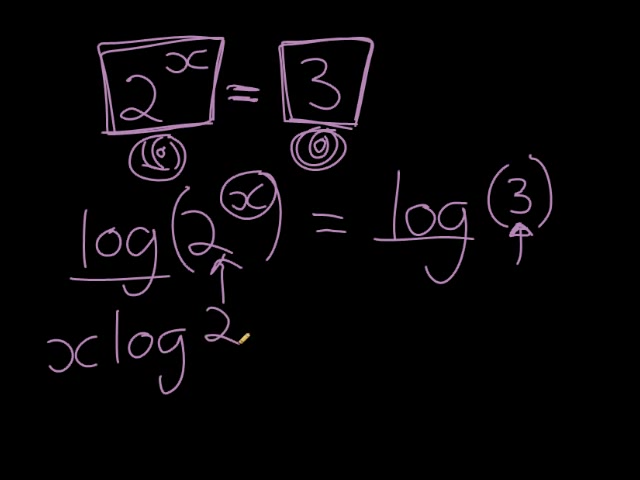 2^x = 3
log(2^x) = log(3)
x log 2